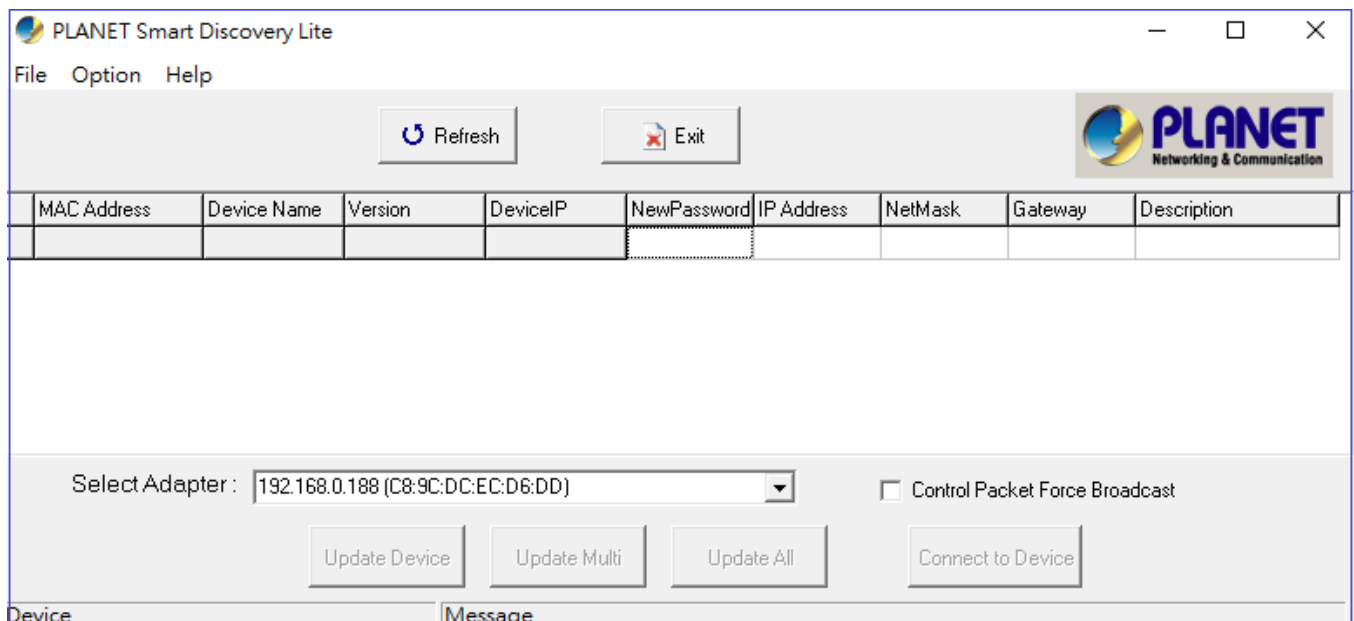 PLANET Smart Discovery Lite
File Option Help
Refresh Exit
PLANET
Networking & Communication
MAC Address Device Name Version DeviceIP NewPassword IP Address NetMask Gateway Description
Select Adapter : 192.168.0.188 (C8:9C:DC:EC:D6:DD) Control Packet Force Broadcast
Update Device Update Multi Update All Connect to Device
Device Message